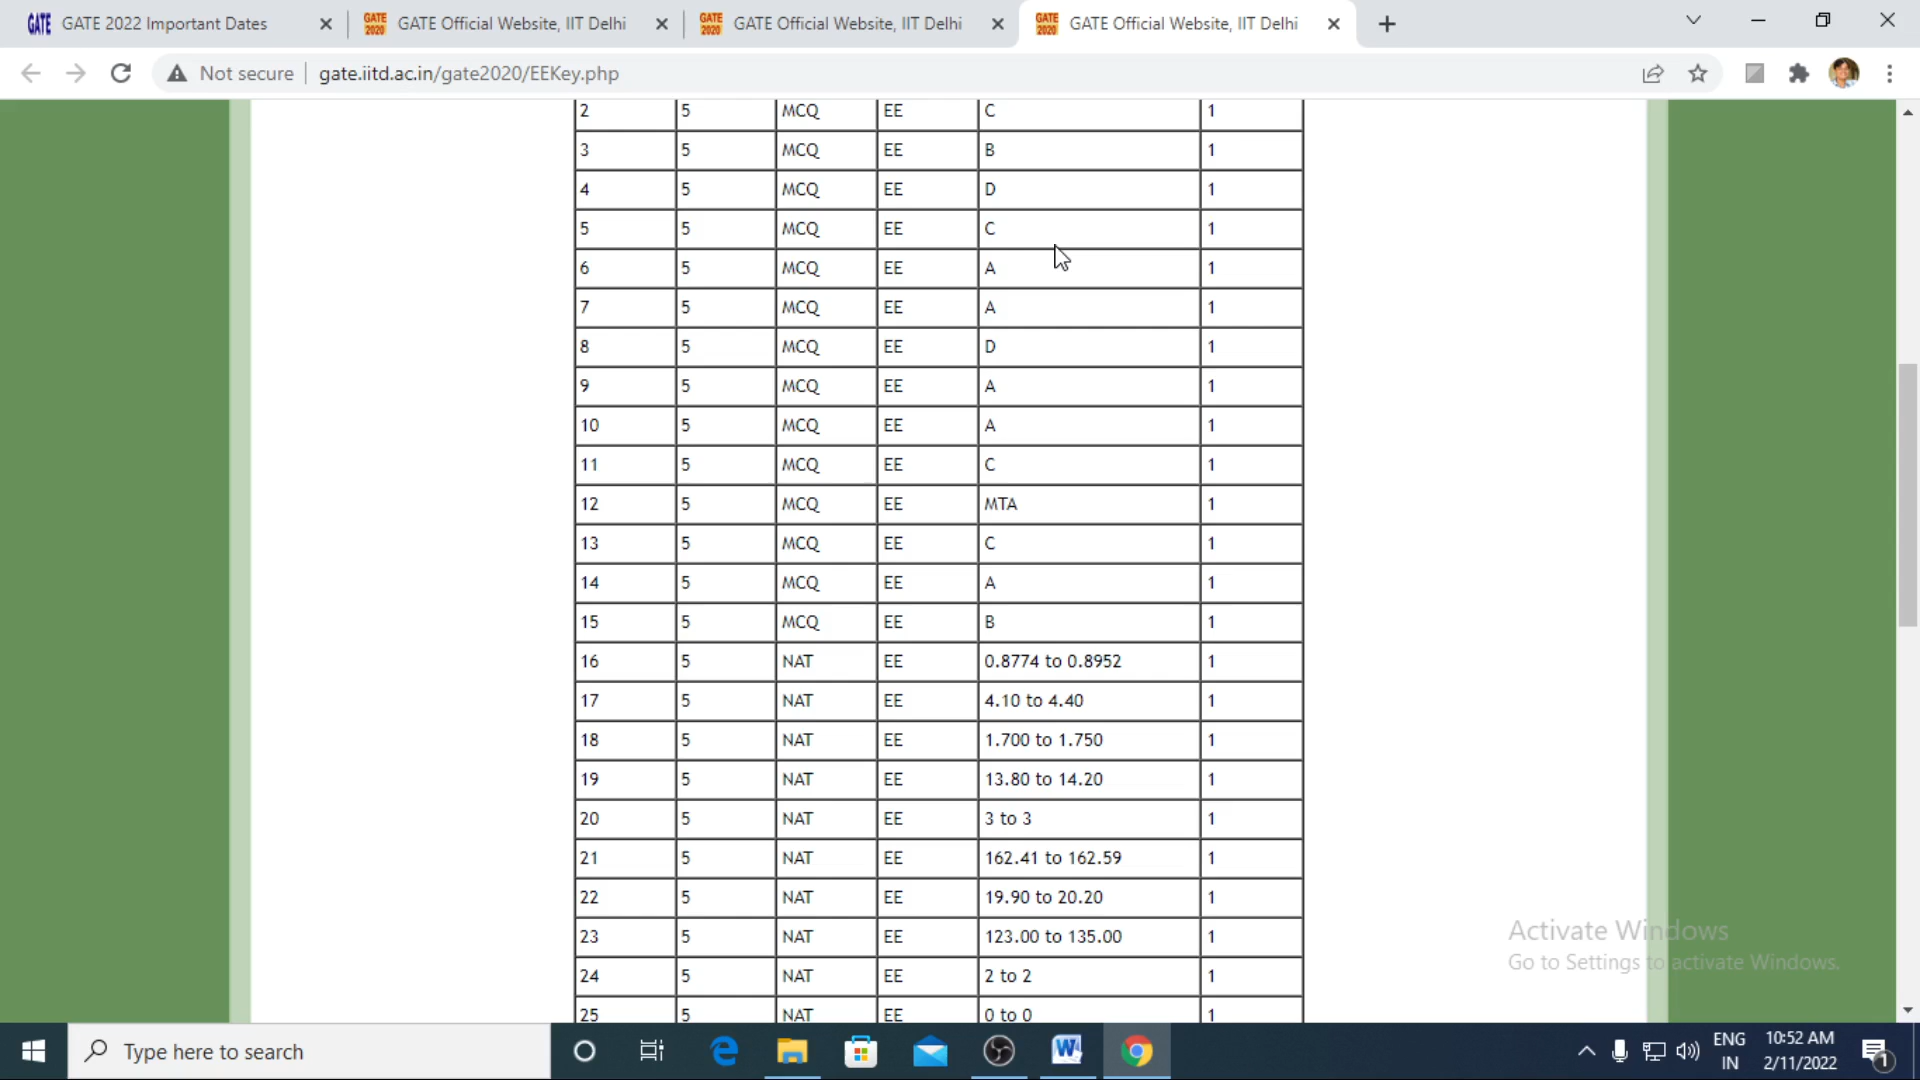 GATE GATE 2022 Important Dates
GATE 2020 GATE Official Website, IIT Delhi
GATE 2020 GATE Official Website, IIT Delhi
GATE 2020 GATE Official Website, IIT Delhi
Not secure gate.iitd.ac.in/gate2020/EEKey.php
2 5 MCQ EE C 1
3 5 MCQ EE B 1
4 5 MCQ EE D 1
5 5 MCQ EE C 1
6 5 MCQ EE A 1
7 5 MCQ EE A 1
8 5 MCQ EE D 1
9 5 MCQ EE A 1
10 5 MCQ EE A 1
11 5 MCQ EE C 1
12 5 MCQ EE MTA 1
13 5 MCQ EE C 1
14 5 MCQ EE A 1
15 5 MCQ EE B 1
16 5 NAT EE 0.8774 to 0.8952 1
17 5 NAT EE 4.10 to 4.40 1
18 5 NAT EE 1.700 to 1.750 1
19 5 NAT EE 13.80 to 14.20 1
20 5 NAT EE 3 to 3 1
21 5 NAT EE 162.41 to 162.59 1
22 5 NAT EE 19.90 to 20.20 1
23 5 NAT EE 123.00 to 135.00 1
24 5 NAT EE 2 to 2 1
25 5 NAT EE 0 to 0 1
Activate Windows
Go to Settings to activate Windows.
Type here to search
W
ENG
IN
10:52 AM
2/11/2022
1